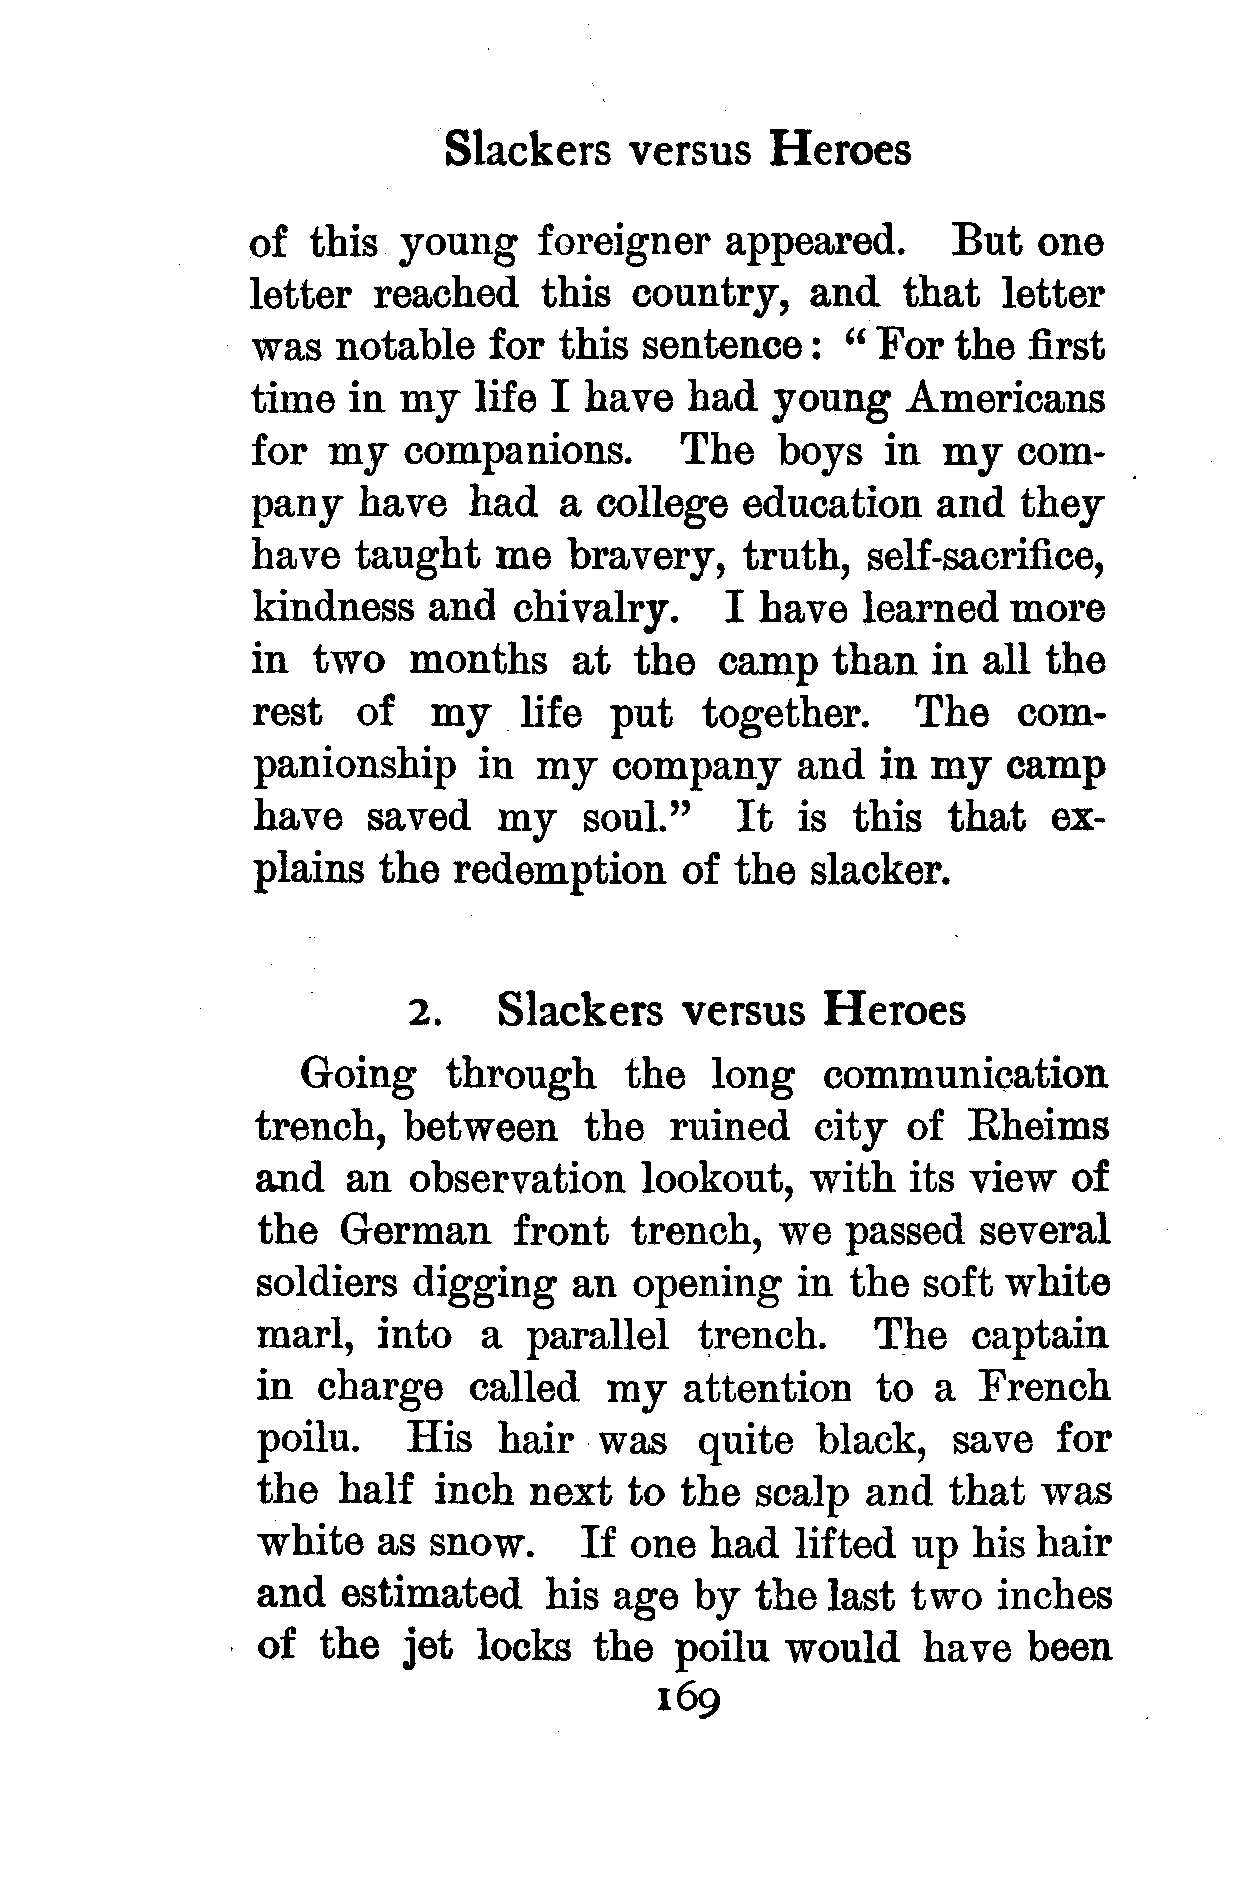 Slackers versus Heroes
of this young foreigner appeared. But one
letter reached this country, and that letter
was notable for this sentence: “For the first
time in my life I have had young Americans
for my companions. The boys in my com-
pany have had a college education and they
have taught me bravery, truth, self-sacrifice,
kindness and chivalry. I have learned more
in two months at the camp than in all the
rest of my life put together. The com-
panionship in my company and in my camp
have saved my soul.” It is this that ex-
plains the redemption of the slacker.
2. Slackers versus Heroes
Going through the long communication
trench, between the ruined city of Rheims
and an observation lookout, with its view of
the German front trench, we passed several
soldiers digging an opening in the soft white
marl, into a parallel trench. The captain
in charge called my attention to a French
poilu. His hair was quite black, save for
the half inch next to the scalp and that was
white as snow. If one had lifted up his hair
and estimated his age by the last two inches
of the jet locks the poilu would have been
169